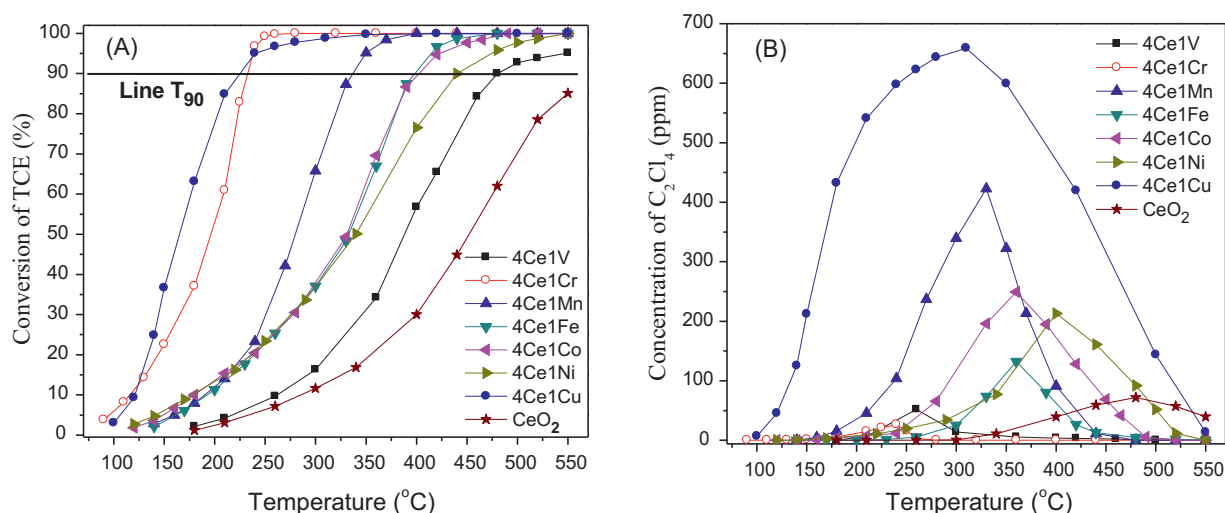 (A)
Line T90
Conversion of TCE (%)
100
90
80
70
60
50
40
30
20
10
0
4Ce1V
4Ce1Cr
4Ce1Mn
4Ce1Fe
4Ce1Co
4Ce1Ni
4Ce1Cu
CeO2
100 150 200 250 300 350 400 450 500 550
Temperature (°C)
(B)
Concentration of C2Cl4 (ppm)
700
600
500
400
300
200
100
0
4Ce1V
4Ce1Cr
4Ce1Mn
4Ce1Fe
4Ce1Co
4Ce1Ni
4Ce1Cu
CeO2
100 150 200 250 300 350 400 450 500 550
Temperature (°C)